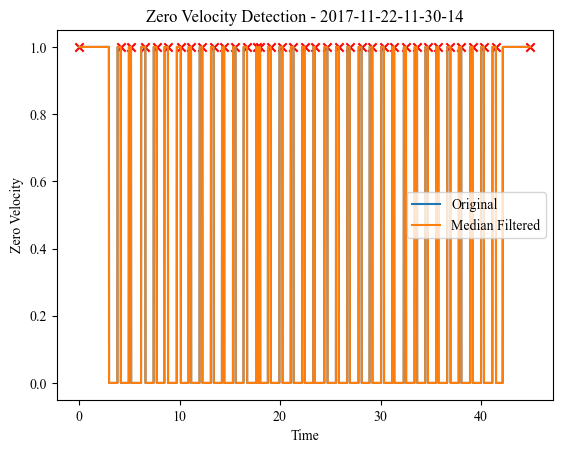 Zero Velocity Detection - 2017-11-22-11-30-14
1.0
0.8
0.6
0.4
0.2
0.0
Zero Velocity
Original
Median Filtered
0
10
20
30
40
Time